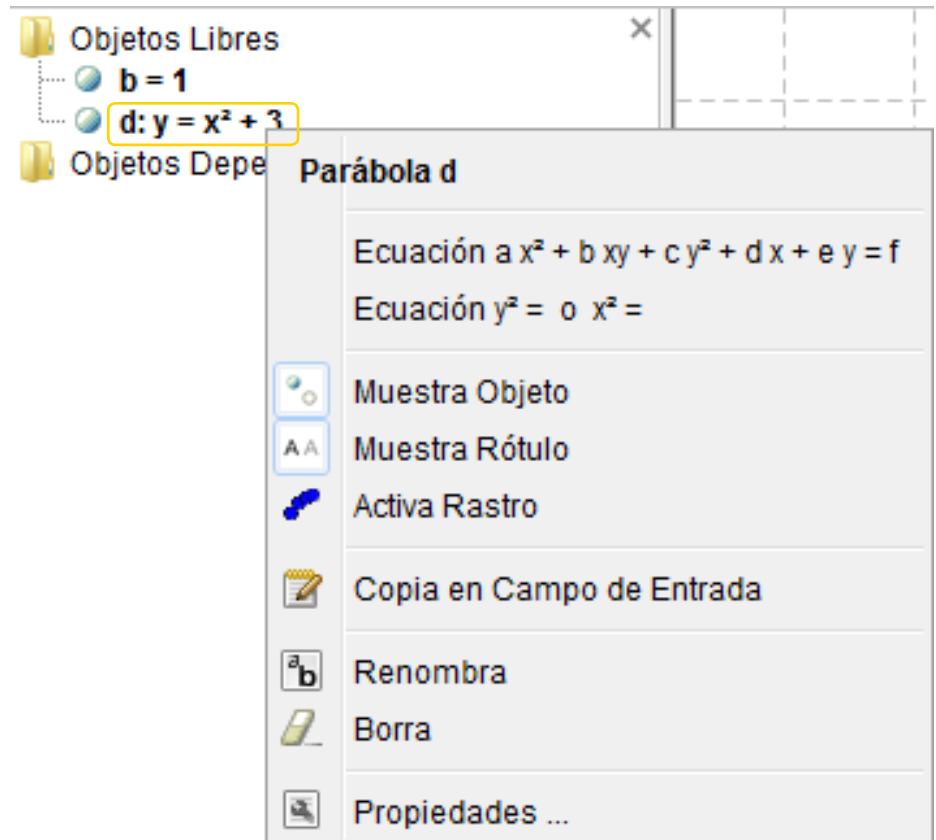 Objetos Libres
b = 1
d: y = x² + 3
Objetos Depe
Parábola d
Ecuación a x² + b xy + c y² + d x + e y = f
Ecuación y² = o x² =
Muestra Objeto
A A Muestra Rótulo
Activa Rastro
Copia en Campo de Entrada
ab Renombra
Borra
Propiedades ...